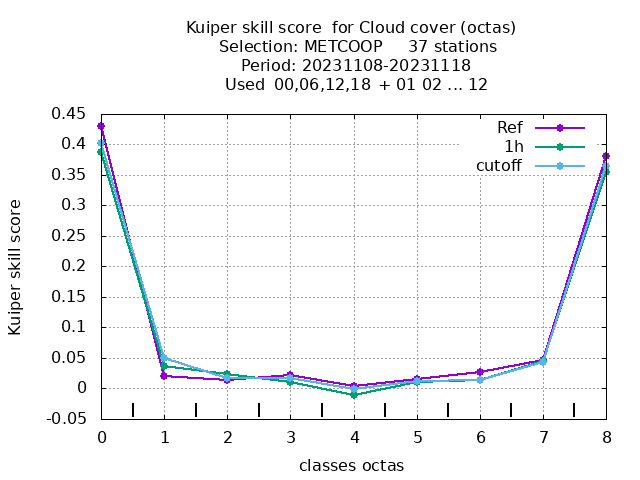 Kuiper skill score  for Cloud cover (octas)
Selection: METCOOP     37 stations
Period: 20231108-20231118
Used  00,06,12,18 + 01 02 ... 12
Ref
1h
cutoff
Kuiper skill score
0.45
0.4
0.35
0.3
0.25
0.2
0.15
0.1
0.05
0
-0.05
0 1 2 3 4 5 6 7 8
classes octas